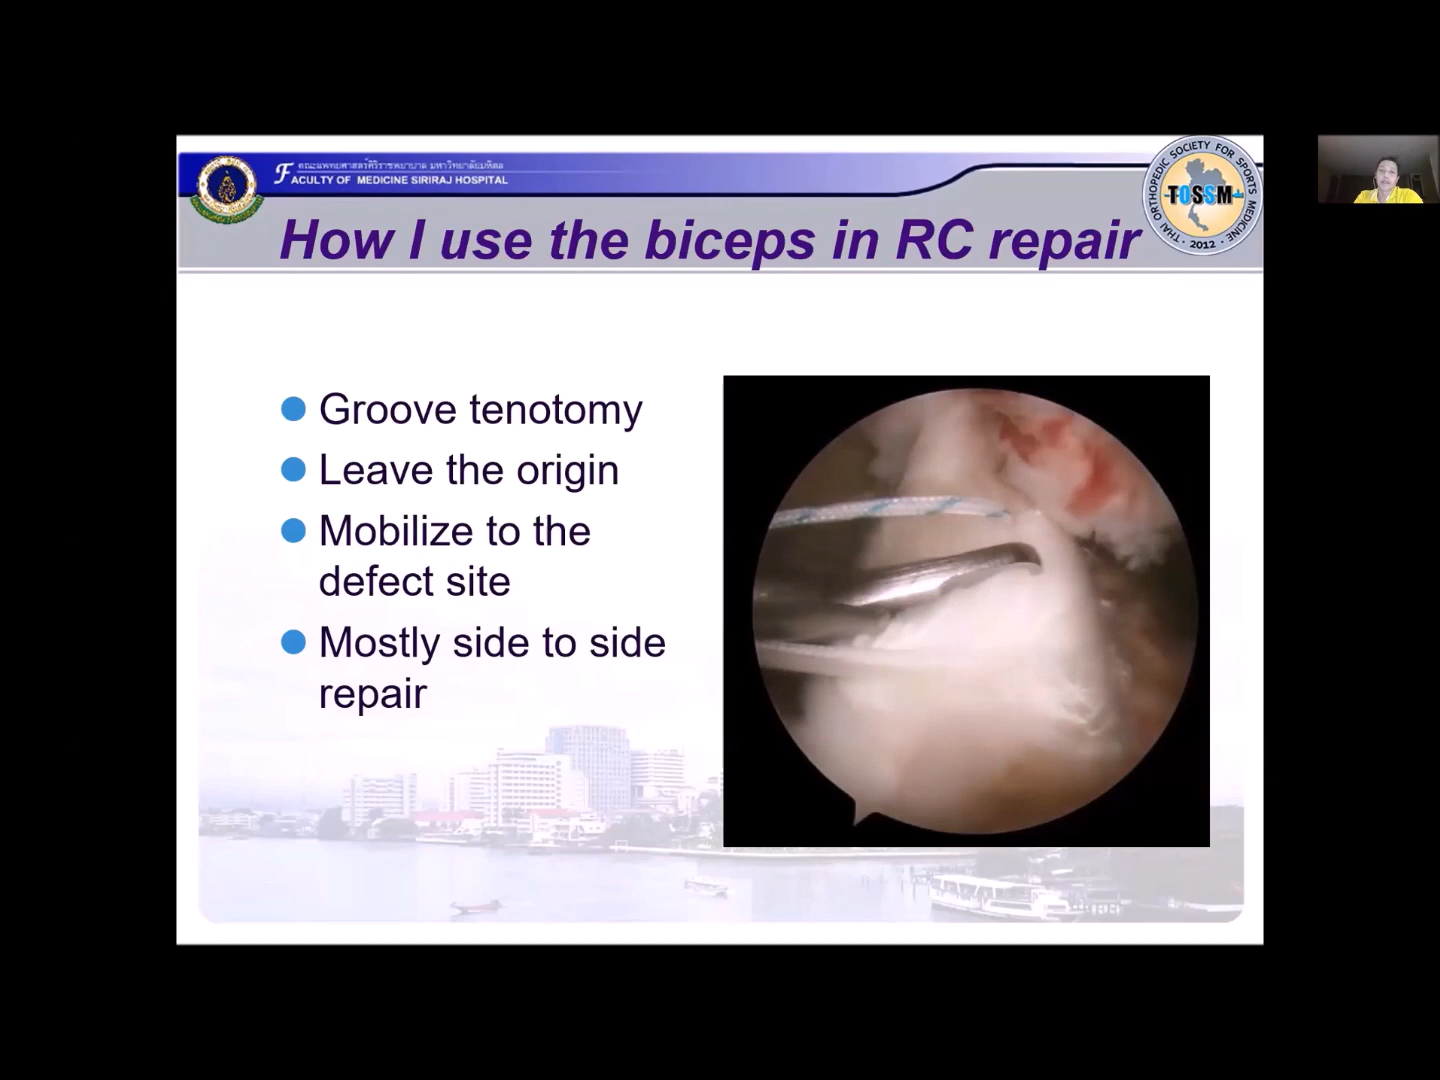 คณะแพทยศาสตร์ศิริราชพยาบาล มหาวิทยาลัยมหิดล
FACULTY OF MEDICINE SIRIRAJ HOSPITAL
THAI ORTHOPEDIC SOCIETY FOR SPORTS MEDICINE
TOSSM
2012
How I use the biceps in RC repair
Groove tenotomy
Leave the origin
Mobilize to the
defect site
Mostly side to side
repair